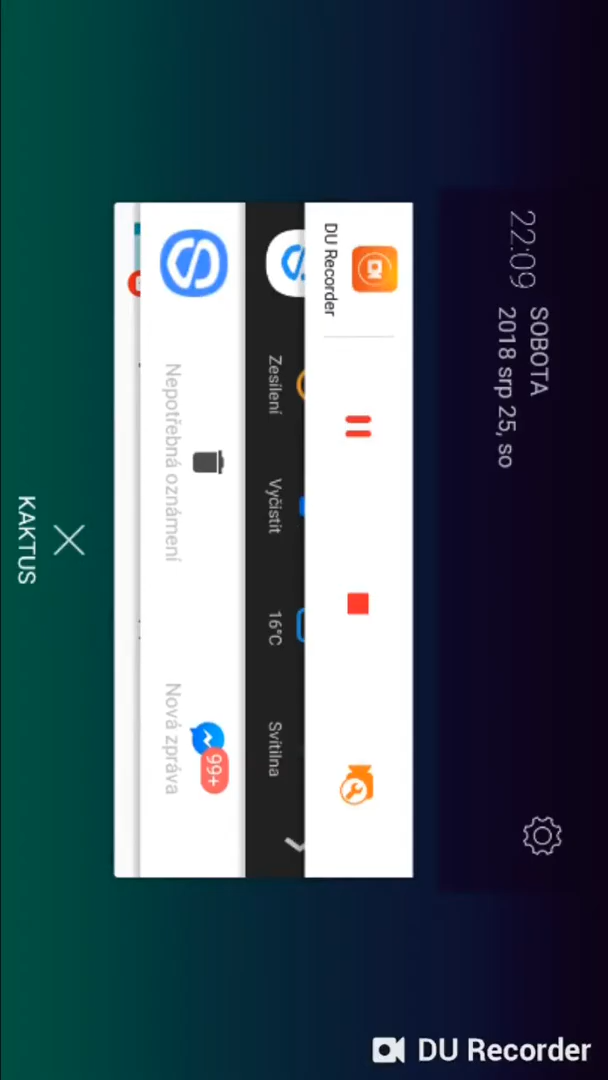 22:09
SOBOTA
2018 srp 25, so
DU Recorder
Zesílení
Vyčistit
16°C
Svítilna
Nepotřebná oznámení
Nová zpráva
99+
KAKTUS
DU Recorder